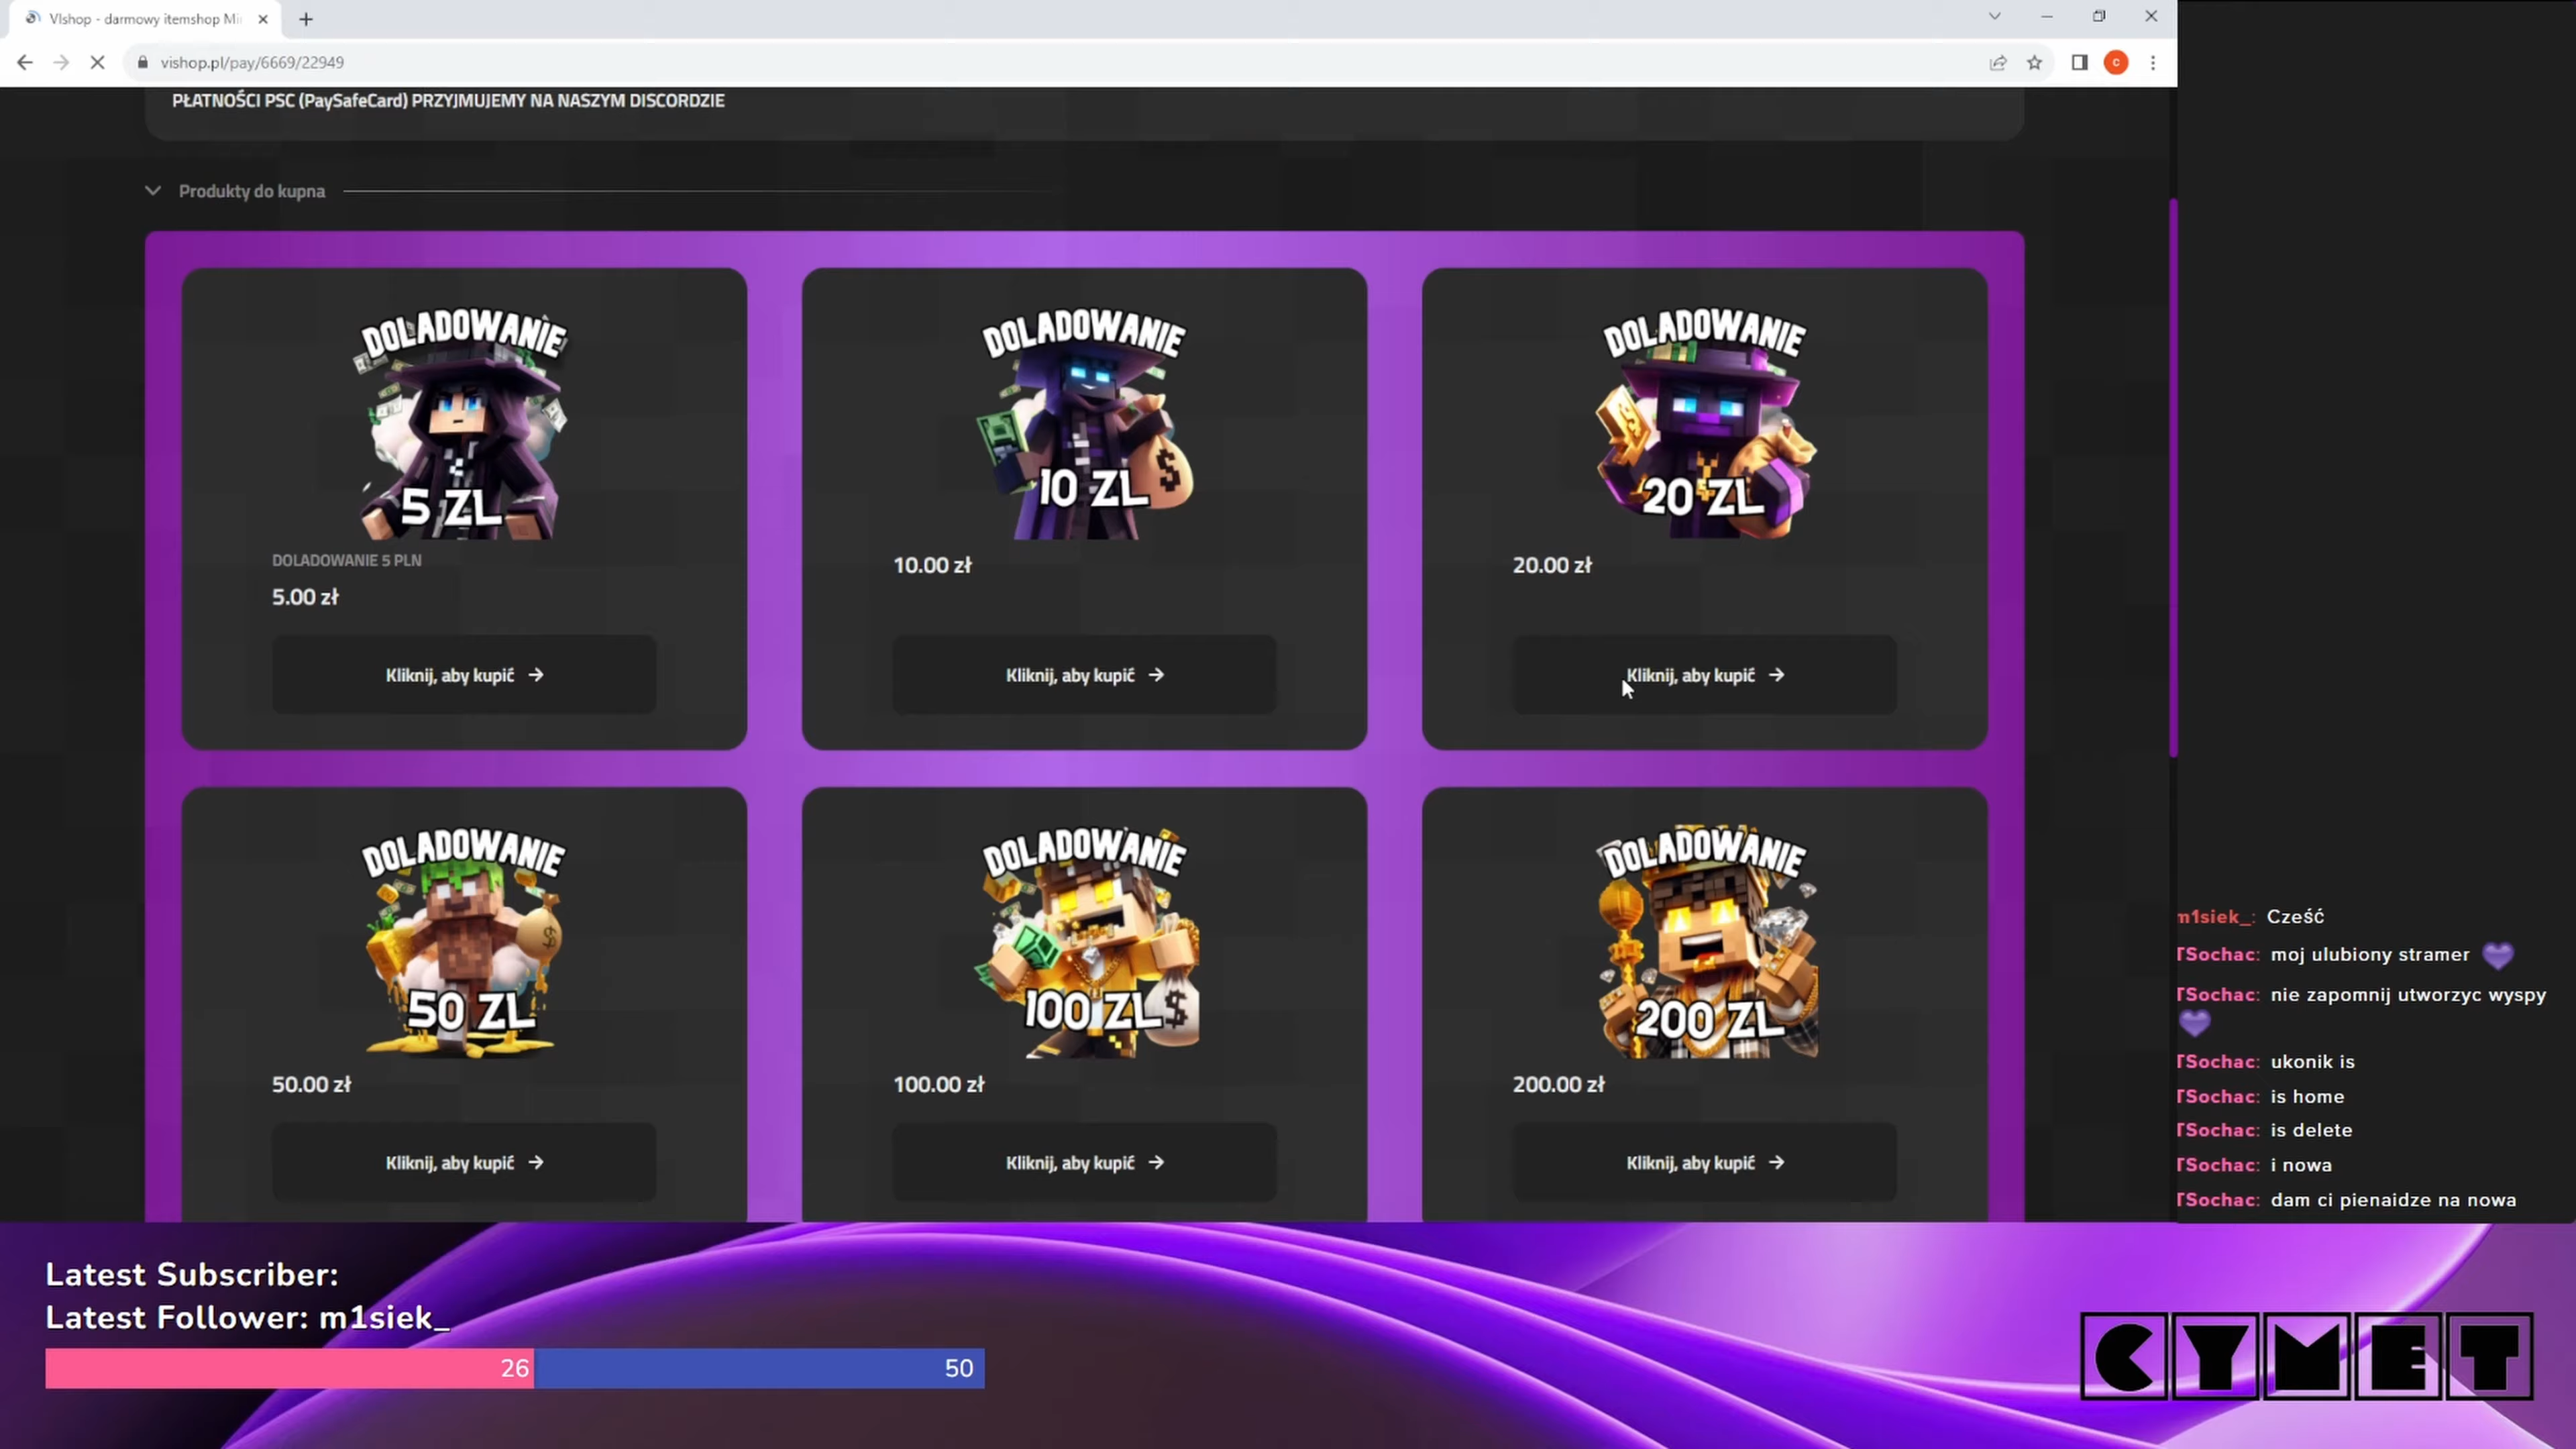 VIshop - darmowy itemshop Mi
vishop.pl/pay/6669/22949
C
PŁATNOŚCI PSC (PaySafeCard) PRZYJMUJEMY NA NASZYM DISCORDZIE
Produkty do kupna
DOLADOWANIE
5 ZL
DOLADOWANIE 5 PLN
5.00 zł
Kliknij, aby kupić →
DOLADOWANIE
10 ZL
10.00 zł
Kliknij, aby kupić →
DOLADOWANIE
20 ZL
20.00 zł
Kliknij, aby kupić →
DOLADOWANIE
50 ZL
50.00 zł
Kliknij, aby kupić →
DOLADOWANIE
100 ZL
100.00 zł
Kliknij, aby kupić →
DOLADOWANIE
200 ZL
200.00 zł
Kliknij, aby kupić →
m1siek_: Cześć
TSochac: moj ulubiony stramer 💜
TSochac: nie zapomnij utworzyc wyspy
💜
TSochac: ukonik is
TSochac: is home
TSochac: is delete
TSochac: i nowa
TSochac: dam ci pienaidze na nowa
Latest Subscriber:
Latest Follower: m1siek_
26 50
CYMET